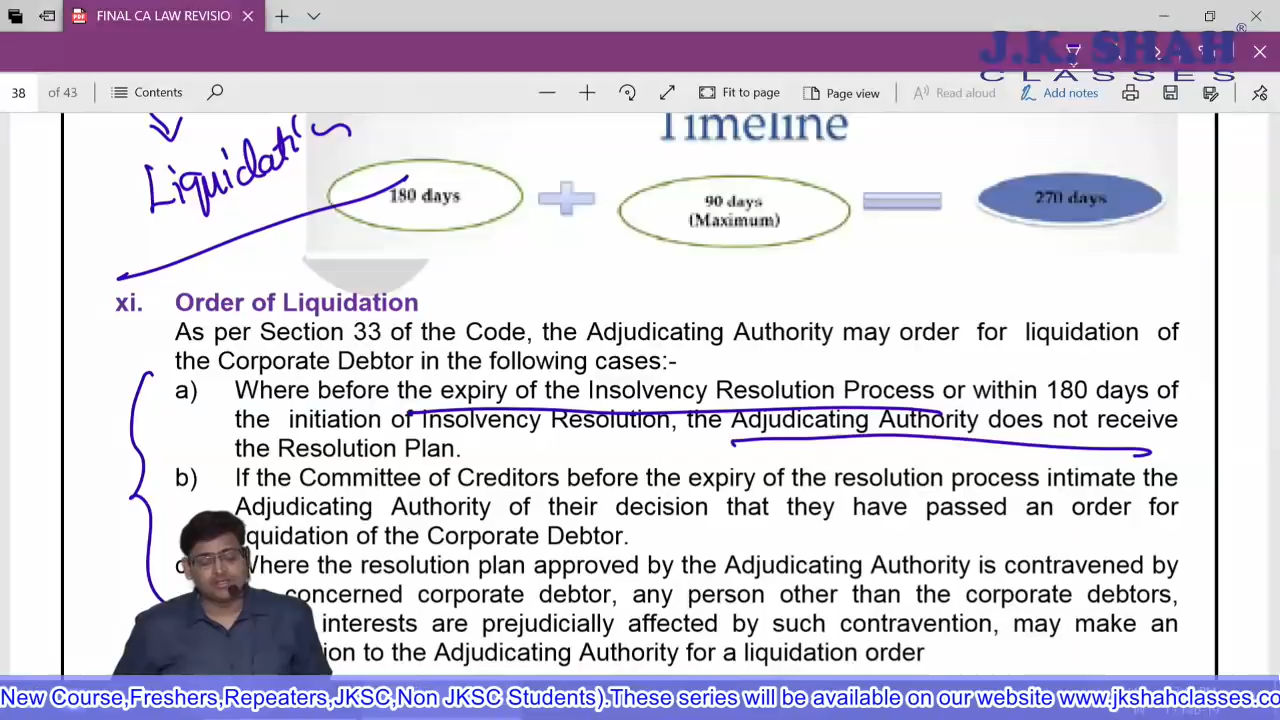 FINAL CA LAW REVISIO
J.K. SHAH
®
CLASSES
38 of 43
Contents
Fit to page
Page view
Read aloud
Add notes
Timeline
Liquidation
180 days
90 days
(Maximum)
270 days
xi. Order of Liquidation
As per Section 33 of the Code, the Adjudicating Authority may order for liquidation of
the Corporate Debtor in the following cases:-
a) Where before the expiry of the Insolvency Resolution Process or within 180 days of
the initiation of Insolvency Resolution, the Adjudicating Authority does not receive
the Resolution Plan.
b) If the Committee of Creditors before the expiry of the resolution process intimate the
Adjudicating Authority of their decision that they have passed an order for
iquidation of the Corporate Debtor.
Where the resolution plan approved by the Adjudicating Authority is contravened by
concerned corporate debtor, any person other than the corporate debtors,
interests are prejudicially affected by such contravention, may make an
ion to the Adjudicating Authority for a liquidation order
New Course,Freshers,Repeaters,JKSC,Non JKSC Students).These series will be available on our website www.jkshahclasses.co